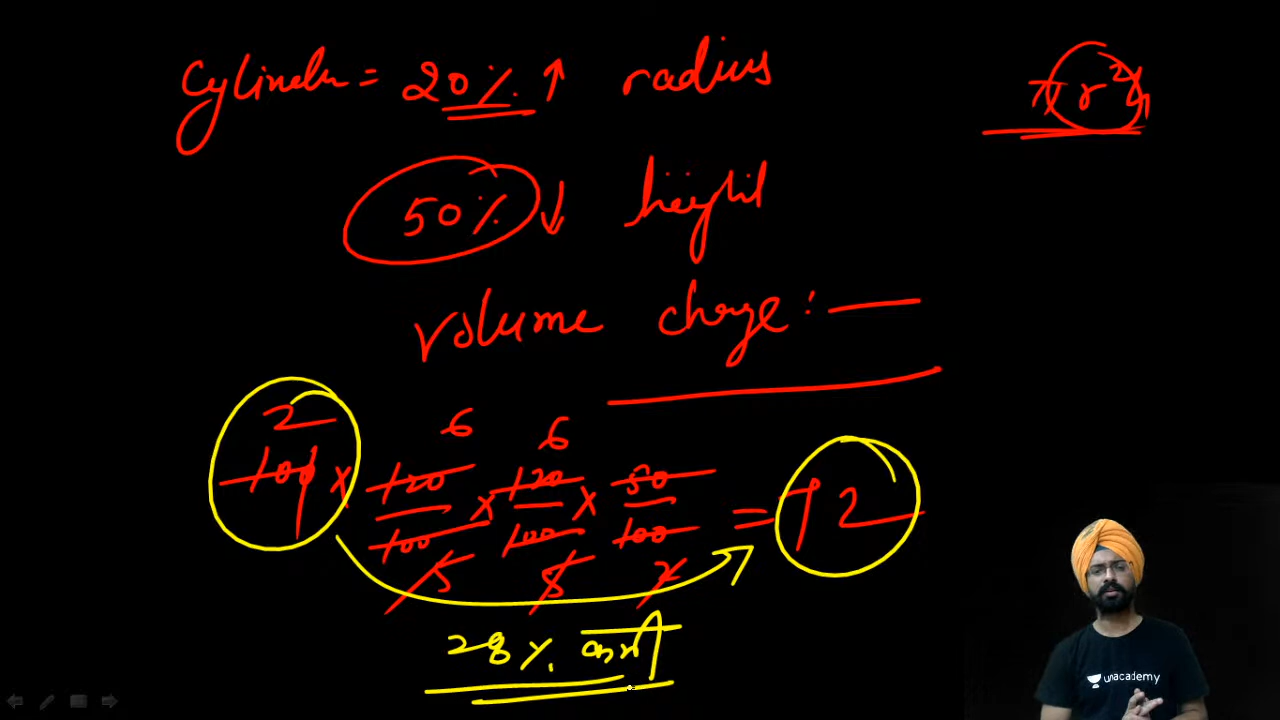 Cylinder = 20% ↑ radius
πr²h
50% ↓ height
volume change : —
2 6 6
100 × 120 × 120 × 50 = 72
100 100 100
5 5 2
28% कमी
unacademy